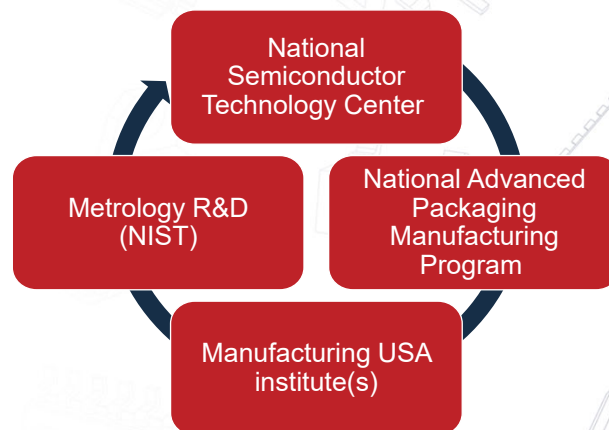 National
Semiconductor
Technology Center
Metrology R&D
(NIST)
National Advanced
Packaging
Manufacturing
Program
Manufacturing USA
institute(s)